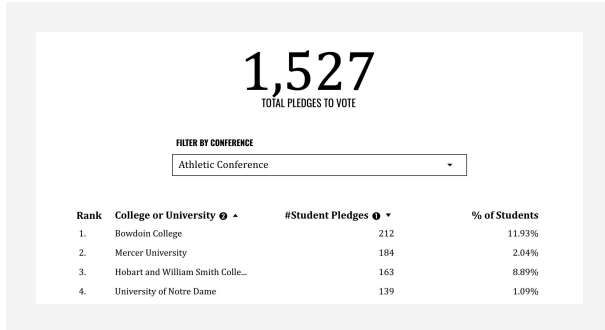 1,527
TOTAL PLEDGES TO VOTE
FILTER BY CONFERENCE
Athletic Conference
Rank College or University ❷ ▲ #Student Pledges ❶ ▼ % of Students
1. Bowdoin College 212 11.93%
2. Mercer University 184 2.04%
3. Hobart and William Smith Colle... 163 8.89%
4. University of Notre Dame 139 1.09%